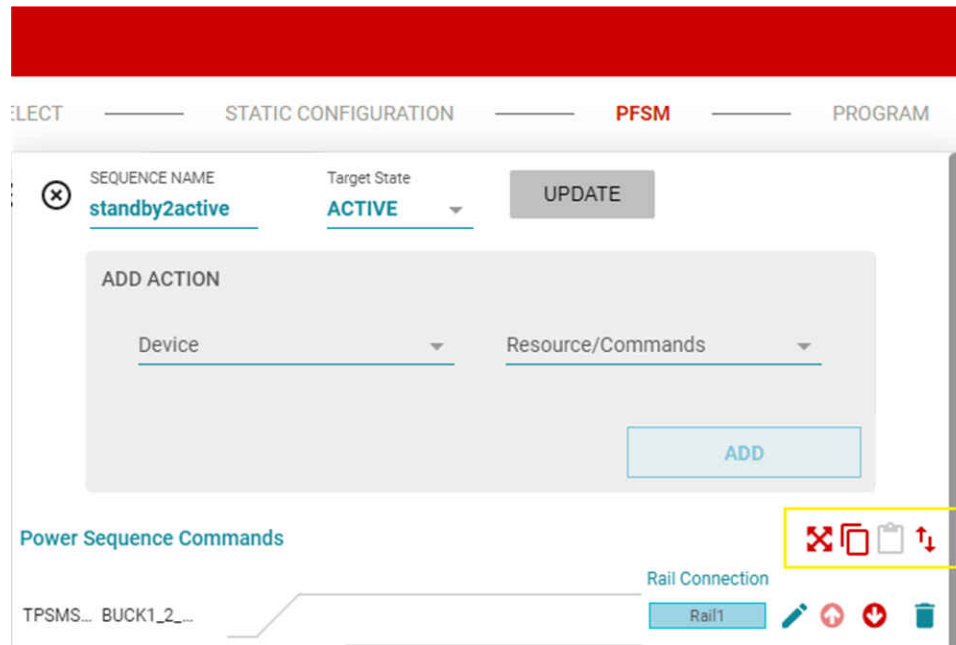 STATIC CONFIGURATION PFSM PROGRAM
SEQUENCE NAME Target State
standby2active ACTIVE UPDATE
ADD ACTION
Device Resource/Commands
ADD
Power Sequence Commands
Rail Connection
TPSMS... BUCK1_2_... Rail1